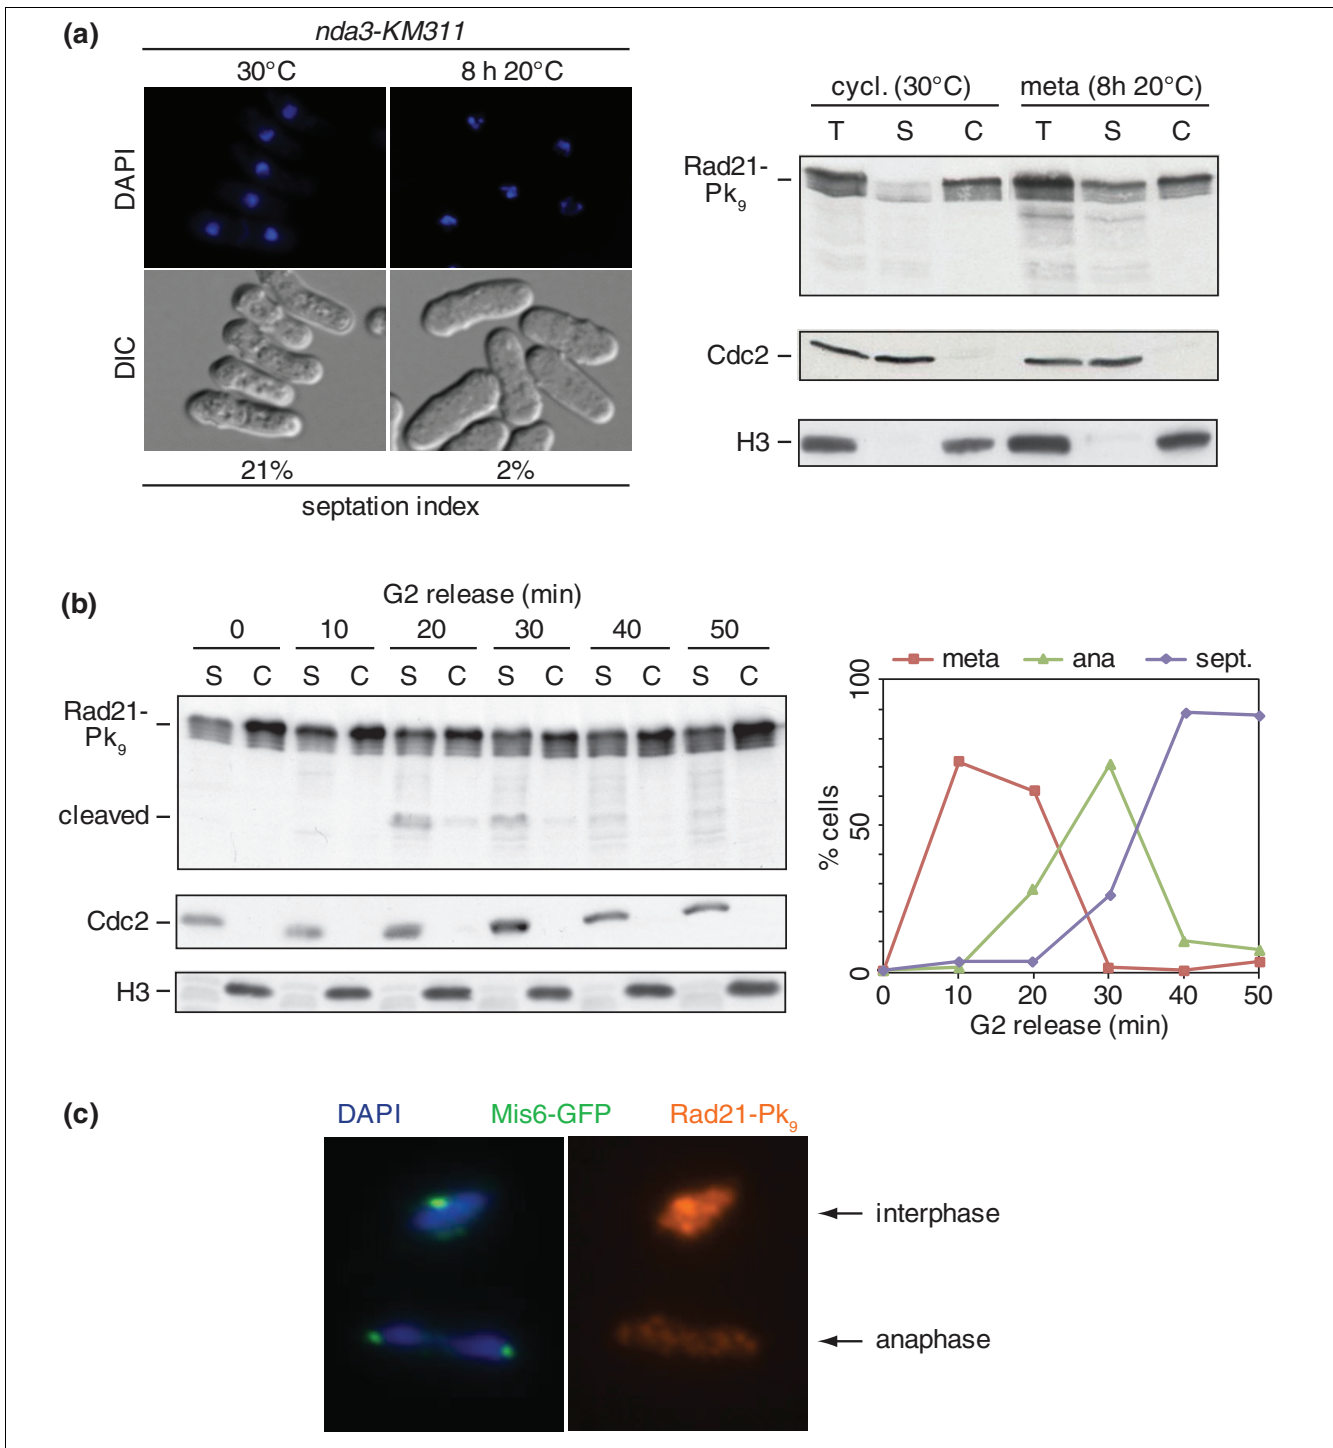 (a)
nda3-KM311
30°C 8 h 20°C
DAPI
DIC
21% 2%
septation index
cycl. (30°C) meta (8h 20°C)
T S C T S C
Rad21-
Pk9
Cdc2
H3
(b)
G2 release (min)
0 10 20 30 40 50
S C S C S C S C S C S C
Rad21-
Pk9
cleaved
Cdc2
H3
meta ana sept.
100
50
0
% cells
0 10 20 30 40 50
G2 release (min)
(c)
DAPI Mis6-GFP Rad21-Pk9
interphase
anaphase